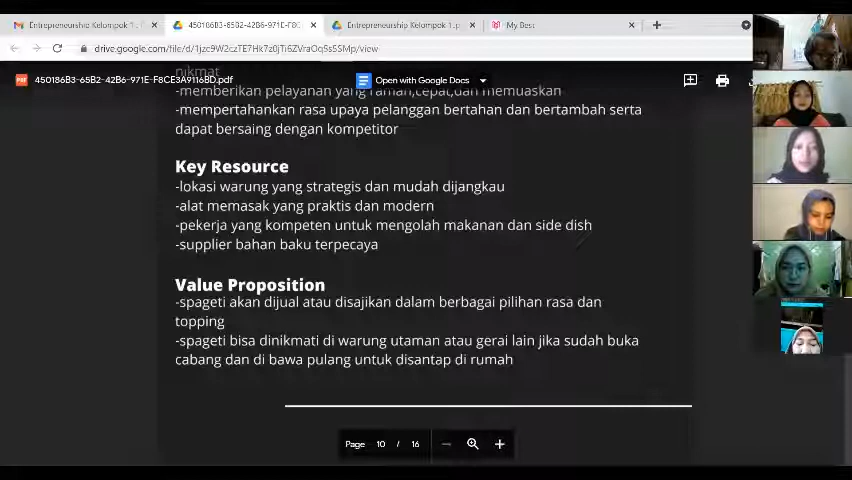 Entrepreneurship Kelompok 1
450186B3-65B2-42B6-971E-F8C
Entrepreneurship Kelompok 1.p
My Best
drive.google.com/file/d/1jzc9W2czTE7Hk7z0jTi6ZVraOqSs5SMp/view
450186B3-65B2-42B6-971E-F8CE3A9116BD.pdf
Open with Google Docs
nikmat
-memberikan pelayanan yang ramah,cepat,dan memuaskan
-mempertahankan rasa upaya pelanggan bertahan dan bertambah serta
dapat bersaing dengan kompetitor
Key Resource
-lokasi warung yang strategis dan mudah dijangkau
-alat memasak yang praktis dan modern
-pekerja yang kompeten untuk mengolah makanan dan side dish
-supplier bahan baku terpecaya
Value Proposition
-spageti akan dijual atau disajikan dalam berbagai pilihan rasa dan
topping
-spageti bisa dinikmati di warung utaman atau gerai lain jika sudah buka
cabang dan di bawa pulang untuk disantap di rumah
Page 10 / 16